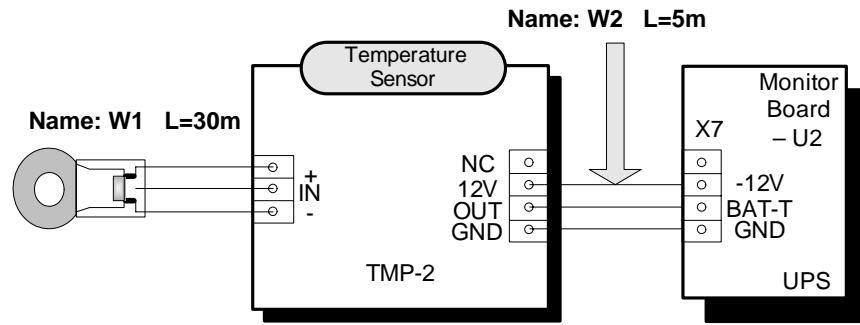 Name: W2 L=5m
Temperature
Sensor
Name: W1 L=30m
+
IN
-
NC
12V
OUT
GND
TMP-2
Monitor
Board
– U2
X7
-12V
BAT-T
GND
UPS